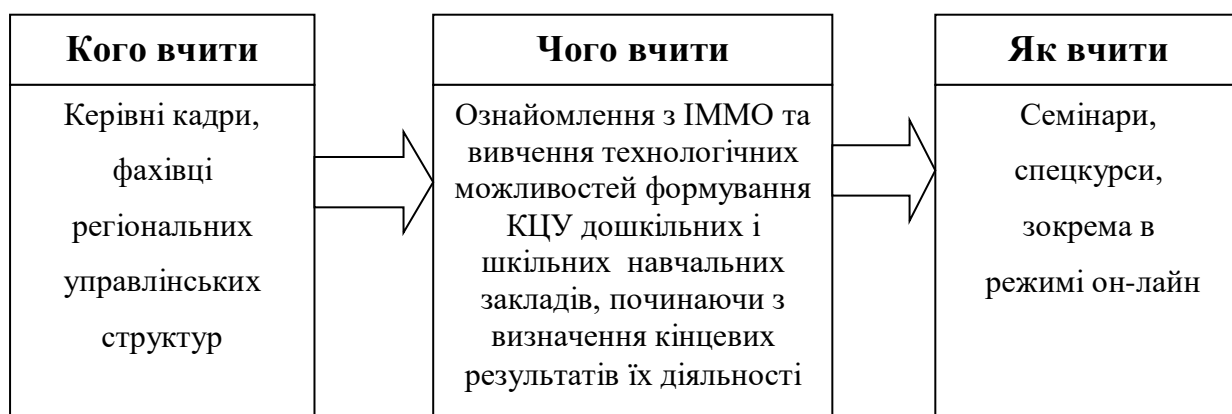 Кого вчити
Керівні кадри,
фахівці
регіональних
управлінських
структур
Чого вчити
Ознайомлення з ІММО та
вивчення технологічних
можливостей формування
КЦУ дошкільних і
шкільних навчальних
закладів, починаючи з
визначення кінцевих
результатів їх діяльності
Як вчити
Семінари,
спецкурси,
зокрема в
режимі он-лайн